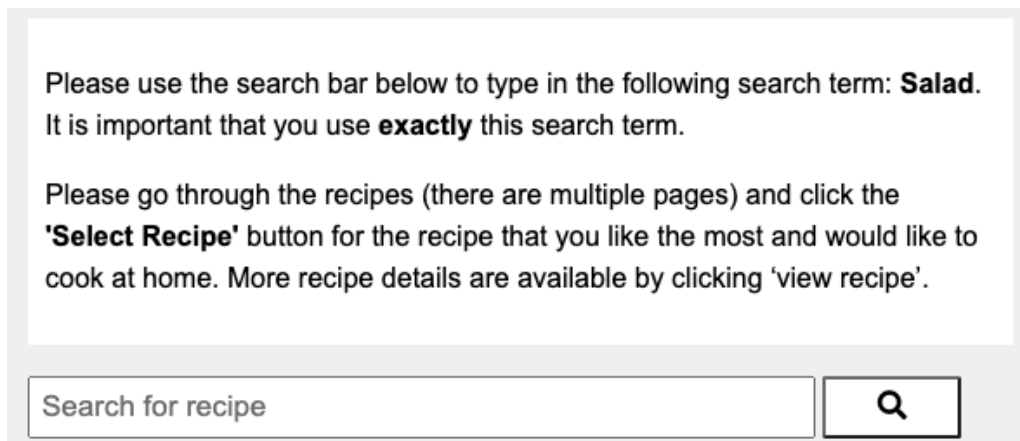 Please use the search bar below to type in the following search term: Salad.
It is important that you use exactly this search term.
Please go through the recipes (there are multiple pages) and click the
'Select Recipe' button for the recipe that you like the most and would like to
cook at home. More recipe details are available by clicking ‘view recipe’.
Search for recipe